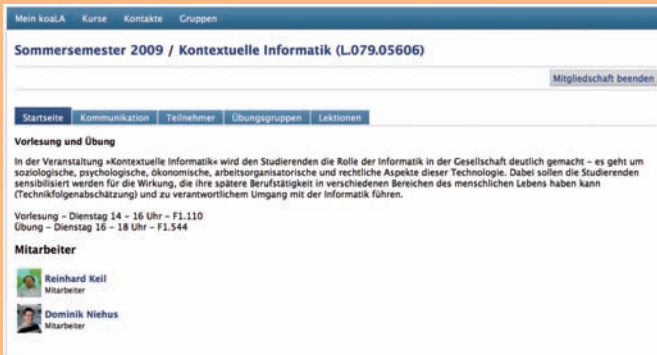 Mein koaLA Kurse Kontakte Gruppen
Sommersemester 2009 / Kontextuelle Informatik (L.079.05606)
Mitgliedschaft beenden
Startseite Kommunikation Teilnehmer Übungsgruppen Lektionen
Vorlesung und Übung
In der Veranstaltung »Kontextuelle Informatik« wird den Studierenden die Rolle der Informatik in der Gesellschaft deutlich gemacht – es geht um
soziologische, psychologische, ökonomische, arbeitsorganisatorische und rechtliche Aspekte dieser Technologie. Dabei sollen die Studierenden
sensibilisiert werden für die Wirkung, die ihre spätere Berufstätigkeit in verschiedenen Bereichen des menschlichen Lebens haben kann
(Technikfolgenabschätzung) und zu verantwortlichem Umgang mit der Informatik führen.
Vorlesung – Dienstag 14 – 16 Uhr – F1.110
Übung – Dienstag 16 – 18 Uhr – F1.544
Mitarbeiter
Reinhard Keil
Mitarbeiter
Dominik Niehus
Mitarbeiter